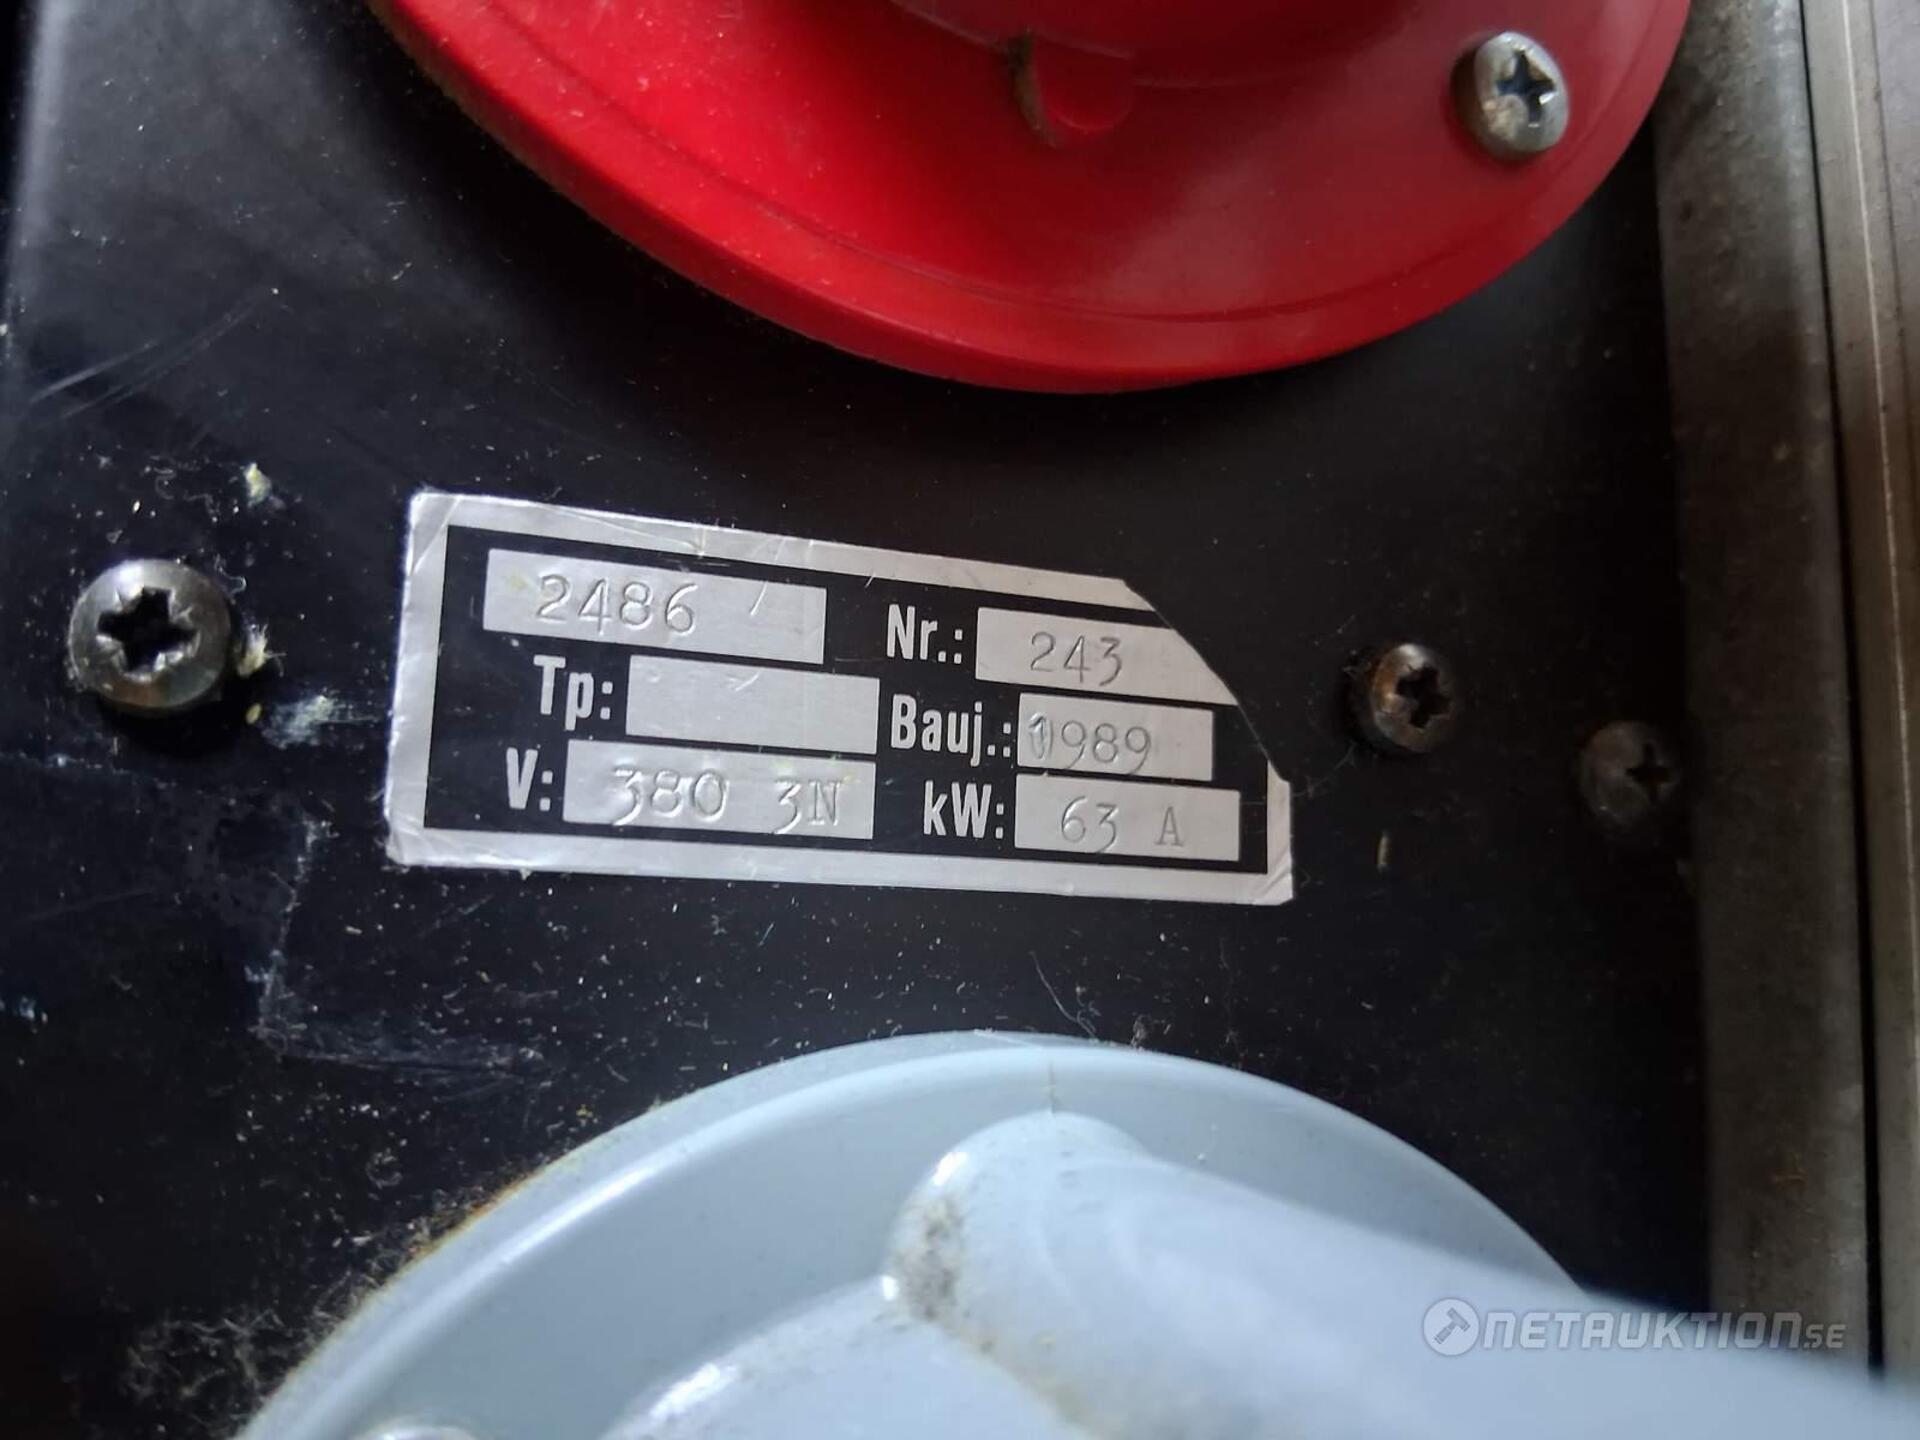 2486 Nr.: 243
Tp: Bauj.: 1989
V: 380 3N kW: 63 A
NETAUKTION.SE